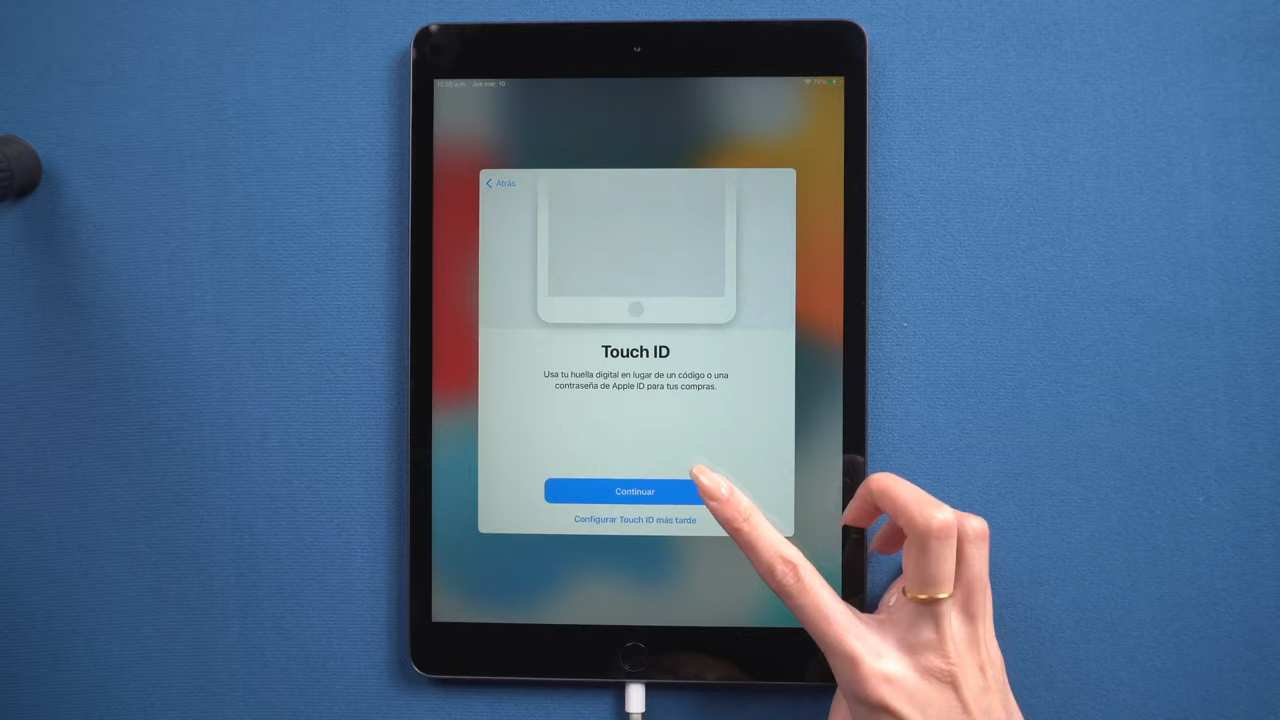 Atrás
Touch ID
Usa tu huella digital en lugar de un código o una
contraseña de Apple ID para tus compras.
Continuar
Configurar Touch ID más tarde